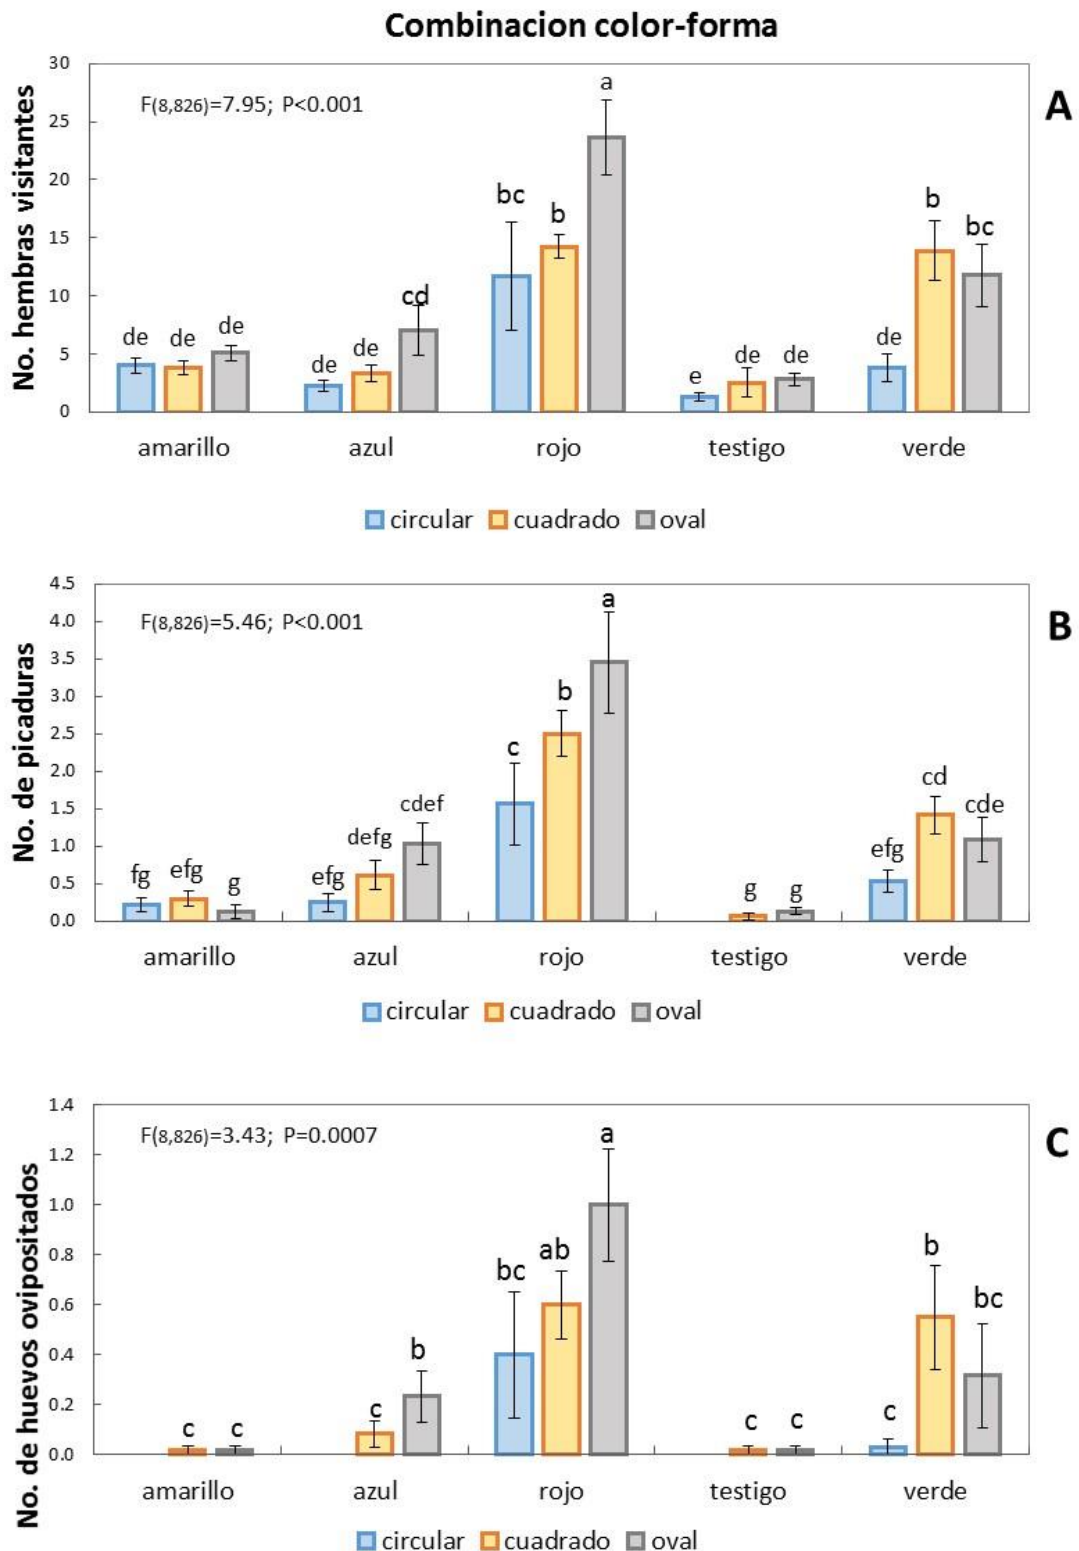 Combinacion color-forma
A
No. hembras visitantes
F(8,826)=7.95; P<0.001
30
25
20
15
10
5
0
de de de
de de cd
bc b a
e de de
de b bc
amarillo azul rojo testigo verde
circular cuadrado oval
B
No. de picaduras
F(8,826)=5.46; P<0.001
4.5
4.0
3.5
3.0
2.5
2.0
1.5
1.0
0.5
0.0
fg efg g
efg defg cdef
c b a
g g
efg cd cde
amarillo azul rojo testigo verde
circular cuadrado oval
C
No. de huevos ovipositados
F(8,826)=3.43; P=0.0007
1.4
1.2
1.0
0.8
0.6
0.4
0.2
0.0
c c
c b
bc ab a
c c
c b bc
amarillo azul rojo testigo verde
circular cuadrado oval